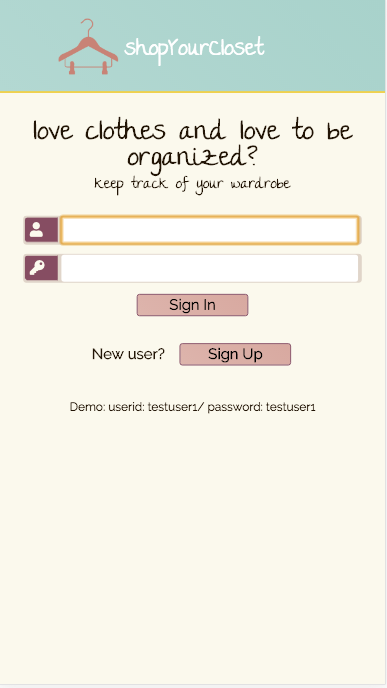 shopYourCloset
love clothes and love to be
organized?
keep track of your wardrobe
Sign In
New user? Sign Up
Demo: userid: testuser1/ password: testuser1